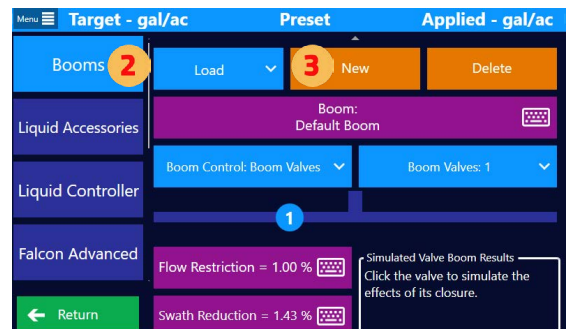 Menu Target - gal/ac Preset Applied - gal/ac
Booms 2 Load 3 New Delete
Boom:
Default Boom
Liquid Accessories
Boom Control: Boom Valves Boom Valves: 1
Liquid Controller
1
Falcon Advanced
Flow Restriction = 1.00 %
Simulated Valve Boom Results
Click the valve to simulate the
effects of its closure.
Return
Swath Reduction = 1.43 %